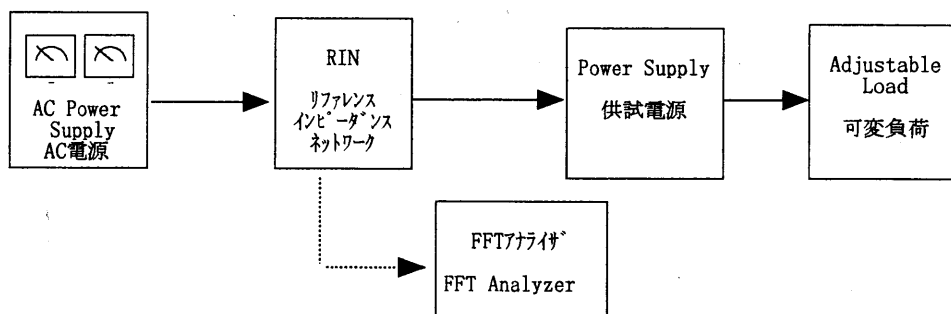 AC Power
Supply
AC電源
RIN
リファレンス
インピーダンス
ネットワーク
Power Supply
供試電源
Adjustable
Load
可変負荷
FFTアナライザ
FFT Analyzer